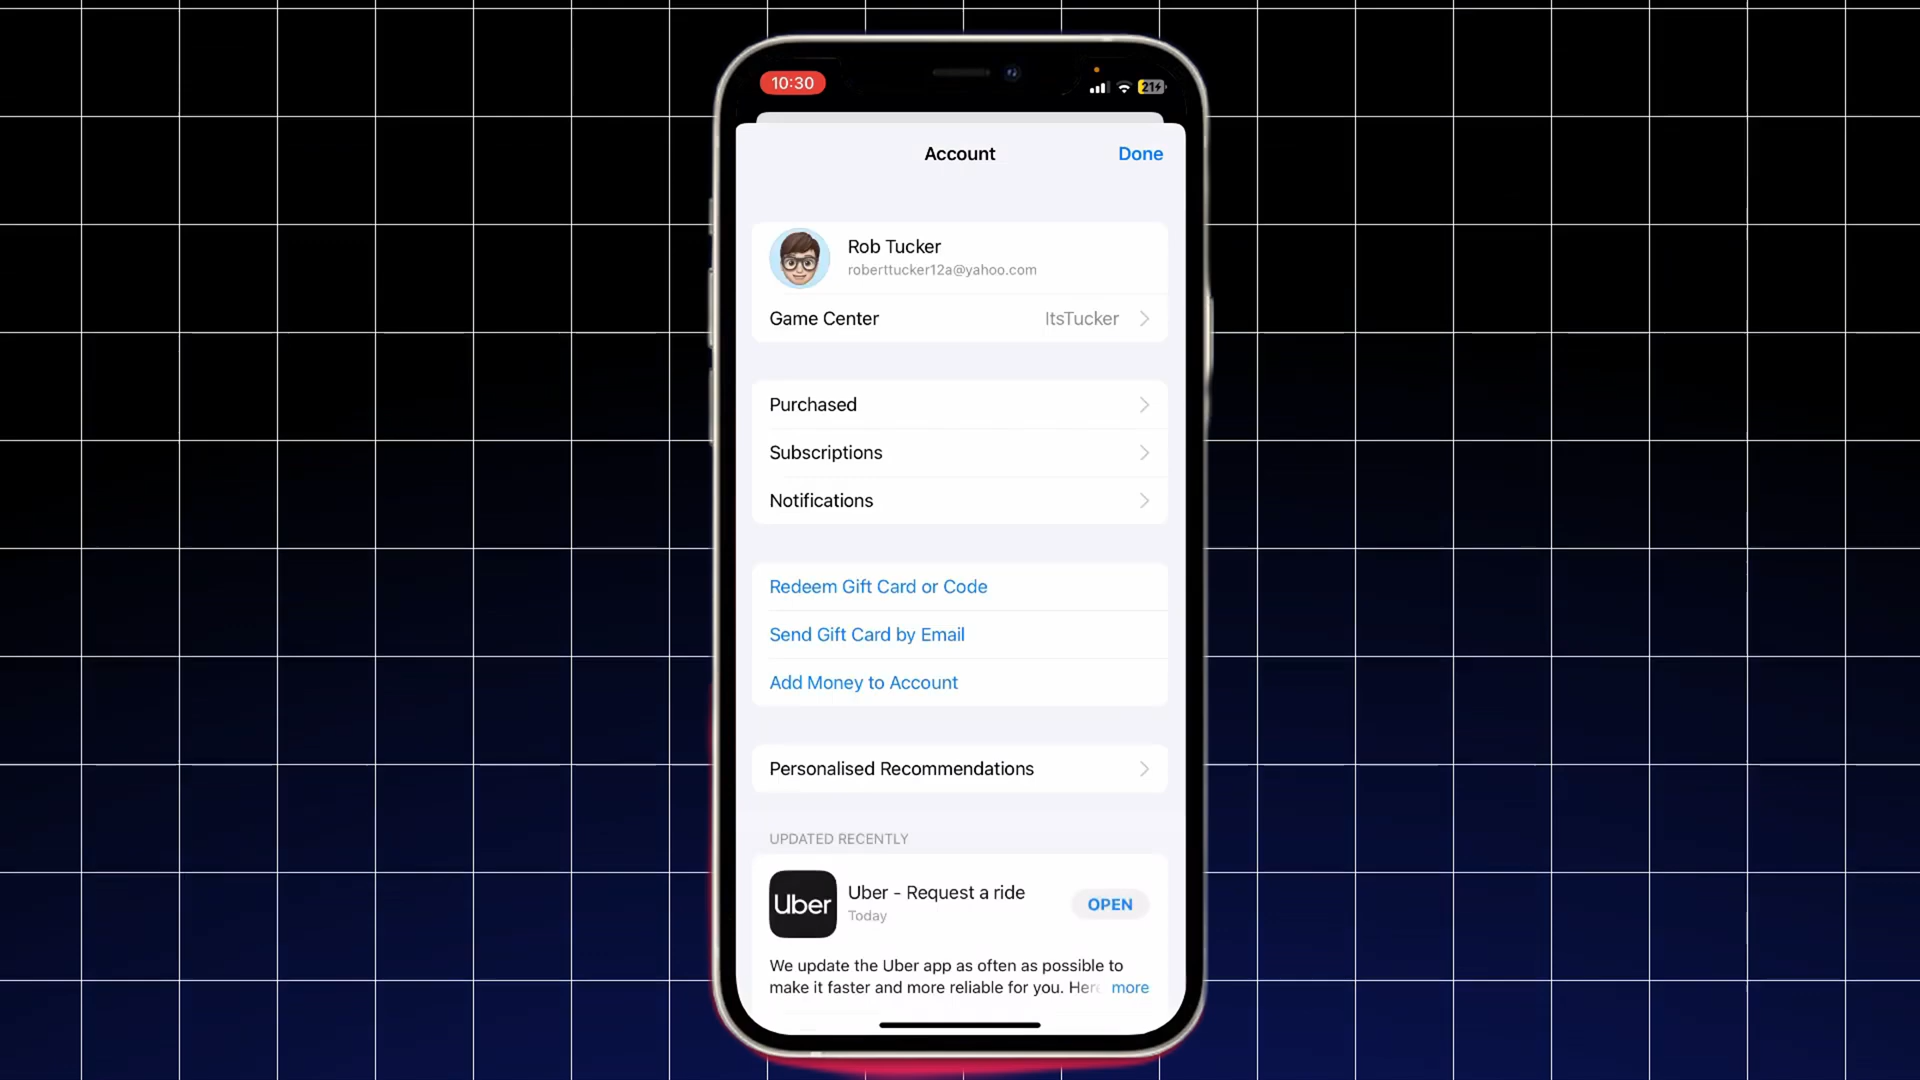 10:30
21
Account
Done
Rob Tucker
roberttucker12a@yahoo.com
Game Center
ItsTucker
Purchased
Subscriptions
Notifications
Redeem Gift Card or Code
Send Gift Card by Email
Add Money to Account
Personalised Recommendations
UPDATED RECENTLY
Uber
Uber - Request a ride
Today
OPEN
We update the Uber app as often as possible to
make it faster and more reliable for you. Here more